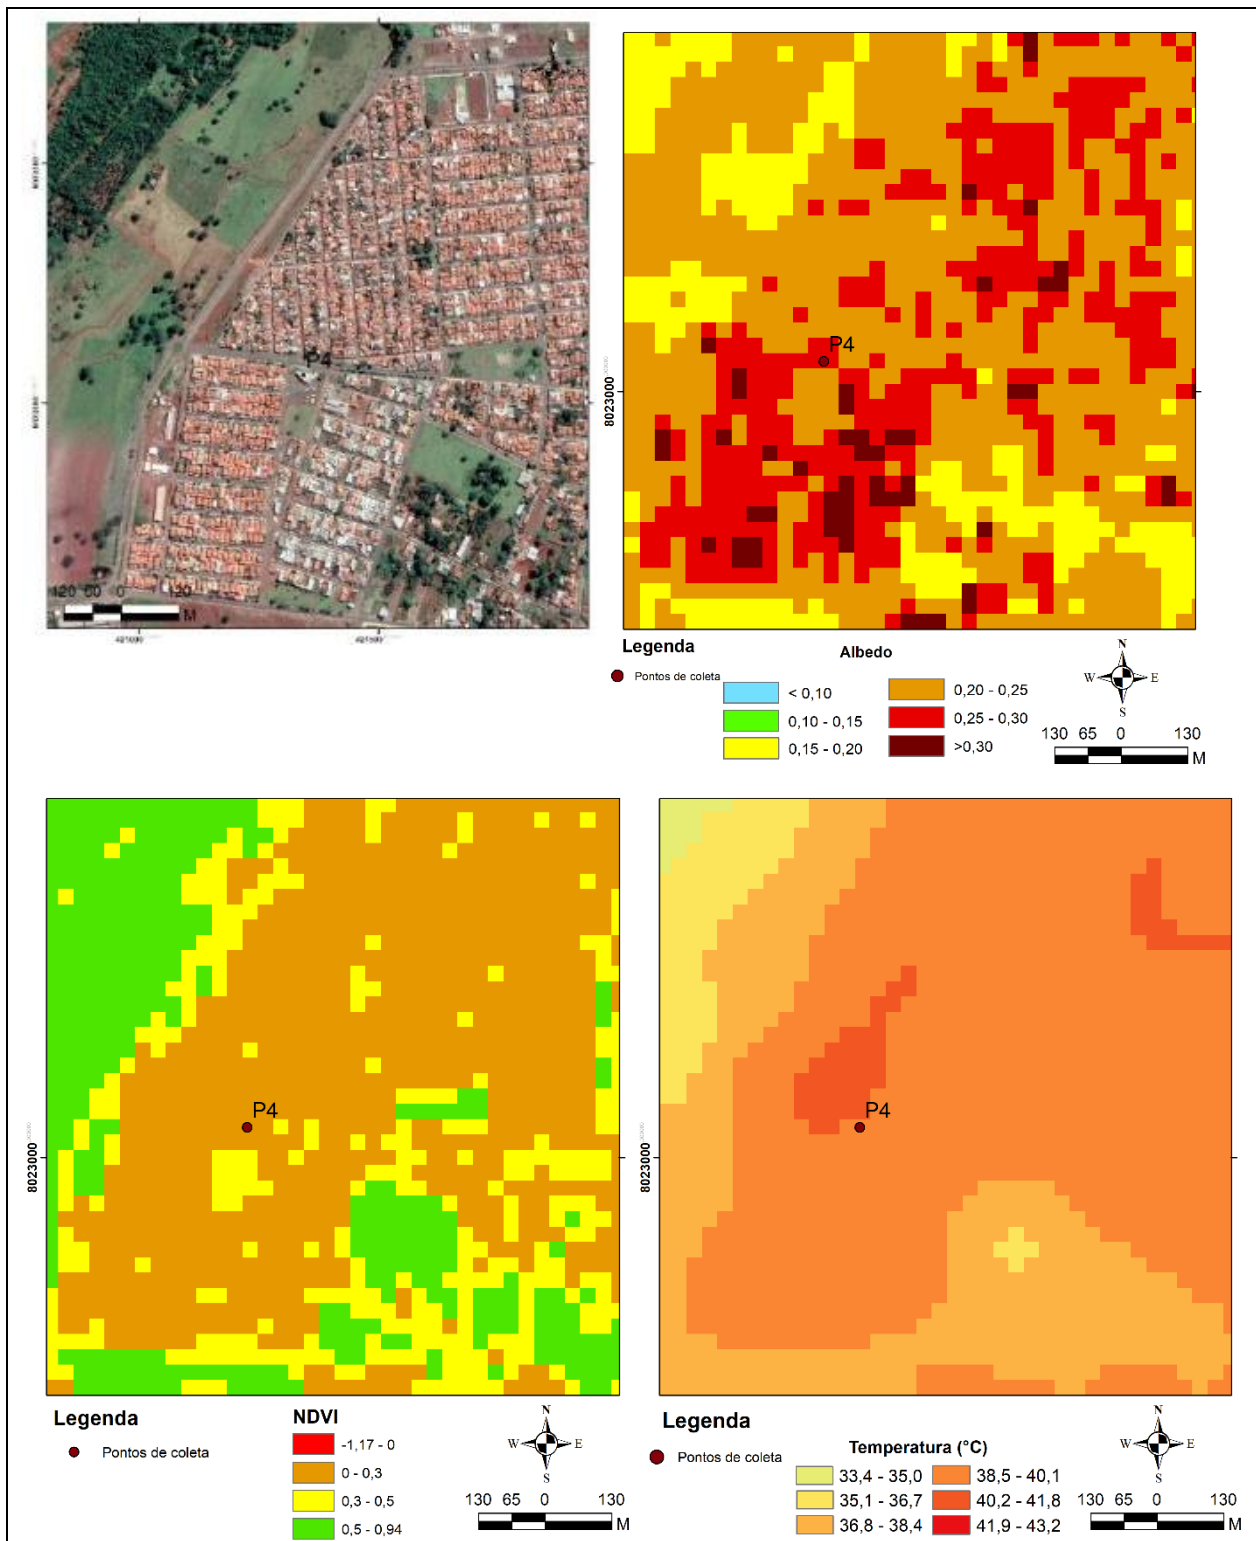 P4
120 60 0 120
M
P4
8023000
Legenda
Pontos de coleta
Albedo
< 0,10
0,10 - 0,15
0,15 - 0,20
0,20 - 0,25
0,25 - 0,30
>0,30
N
W E
S
130 65 0 130
M
P4
8023000
Legenda
Pontos de coleta
NDVI
-1,17 - 0
0 - 0,3
0,3 - 0,5
0,5 - 0,94
N
W E
S
130 65 0 130
M
P4
8023000
Legenda
Pontos de coleta
Temperatura (°C)
33,4 - 35,0
35,1 - 36,7
36,8 - 38,4
38,5 - 40,1
40,2 - 41,8
41,9 - 43,2
N
W E
S
130 65 0 130
M